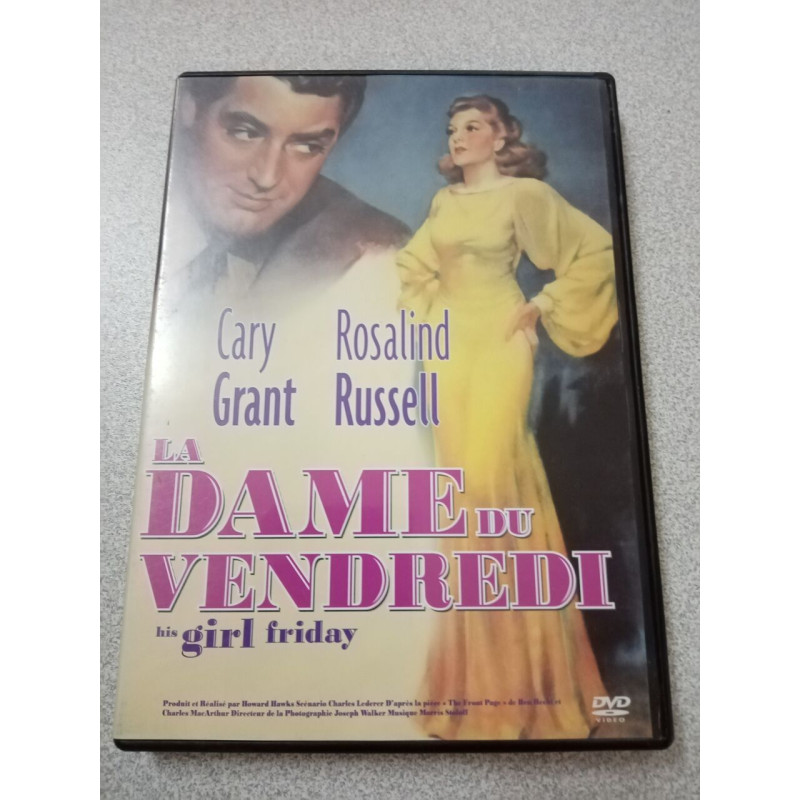 Cary Rosalind
Grant Russell
LA
DAME DU
VENDREDI
his girl friday
Produit et Réalisé par Howard Hawks Scénario Charles Lederer D'après la pièce « The Front Page » de Ben Hecht et
Charles MacArthur Directeur de la Photographie Joseph Walker Musique Morris Stoloff
DVD
VIDEO